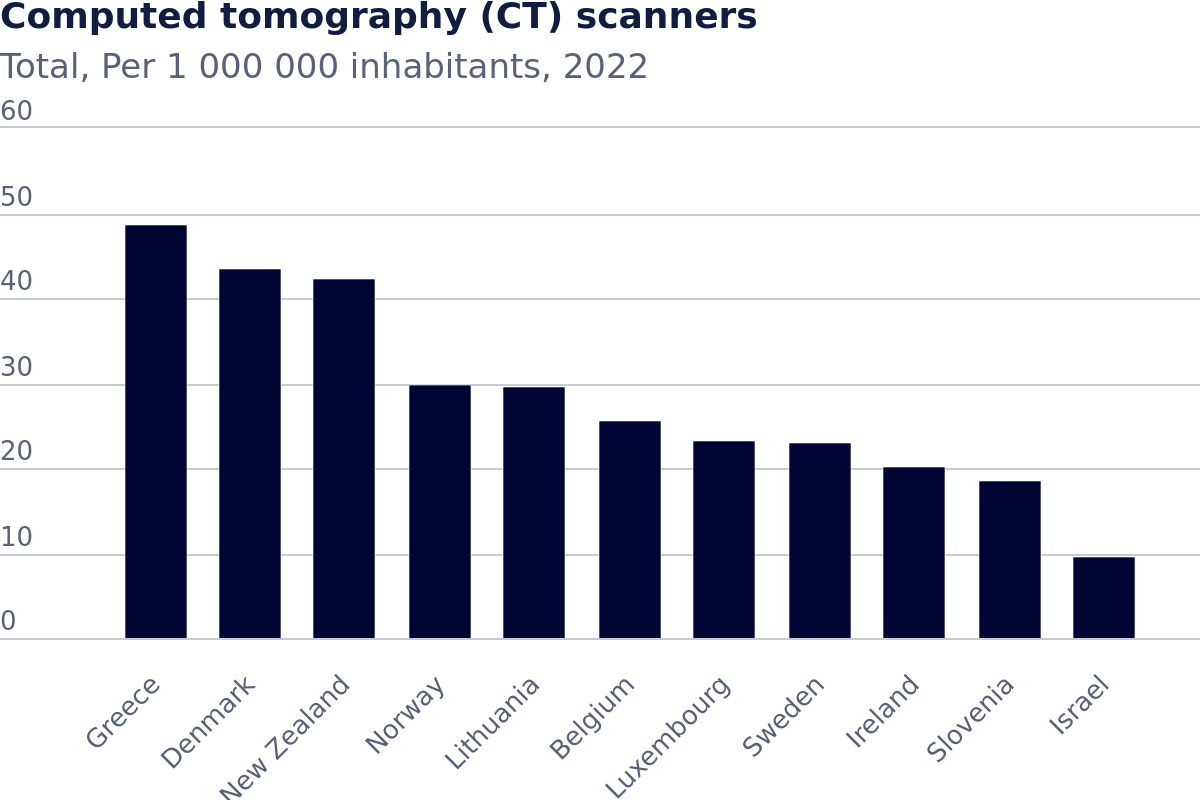 Computed tomography (CT) scanners
Total, Per 1 000 000 inhabitants, 2022
60
50
40
30
20
10
0
Greece
Denmark
New Zealand
Norway
Lithuania
Belgium
Luxembourg
Sweden
Ireland
Slovenia
Israel